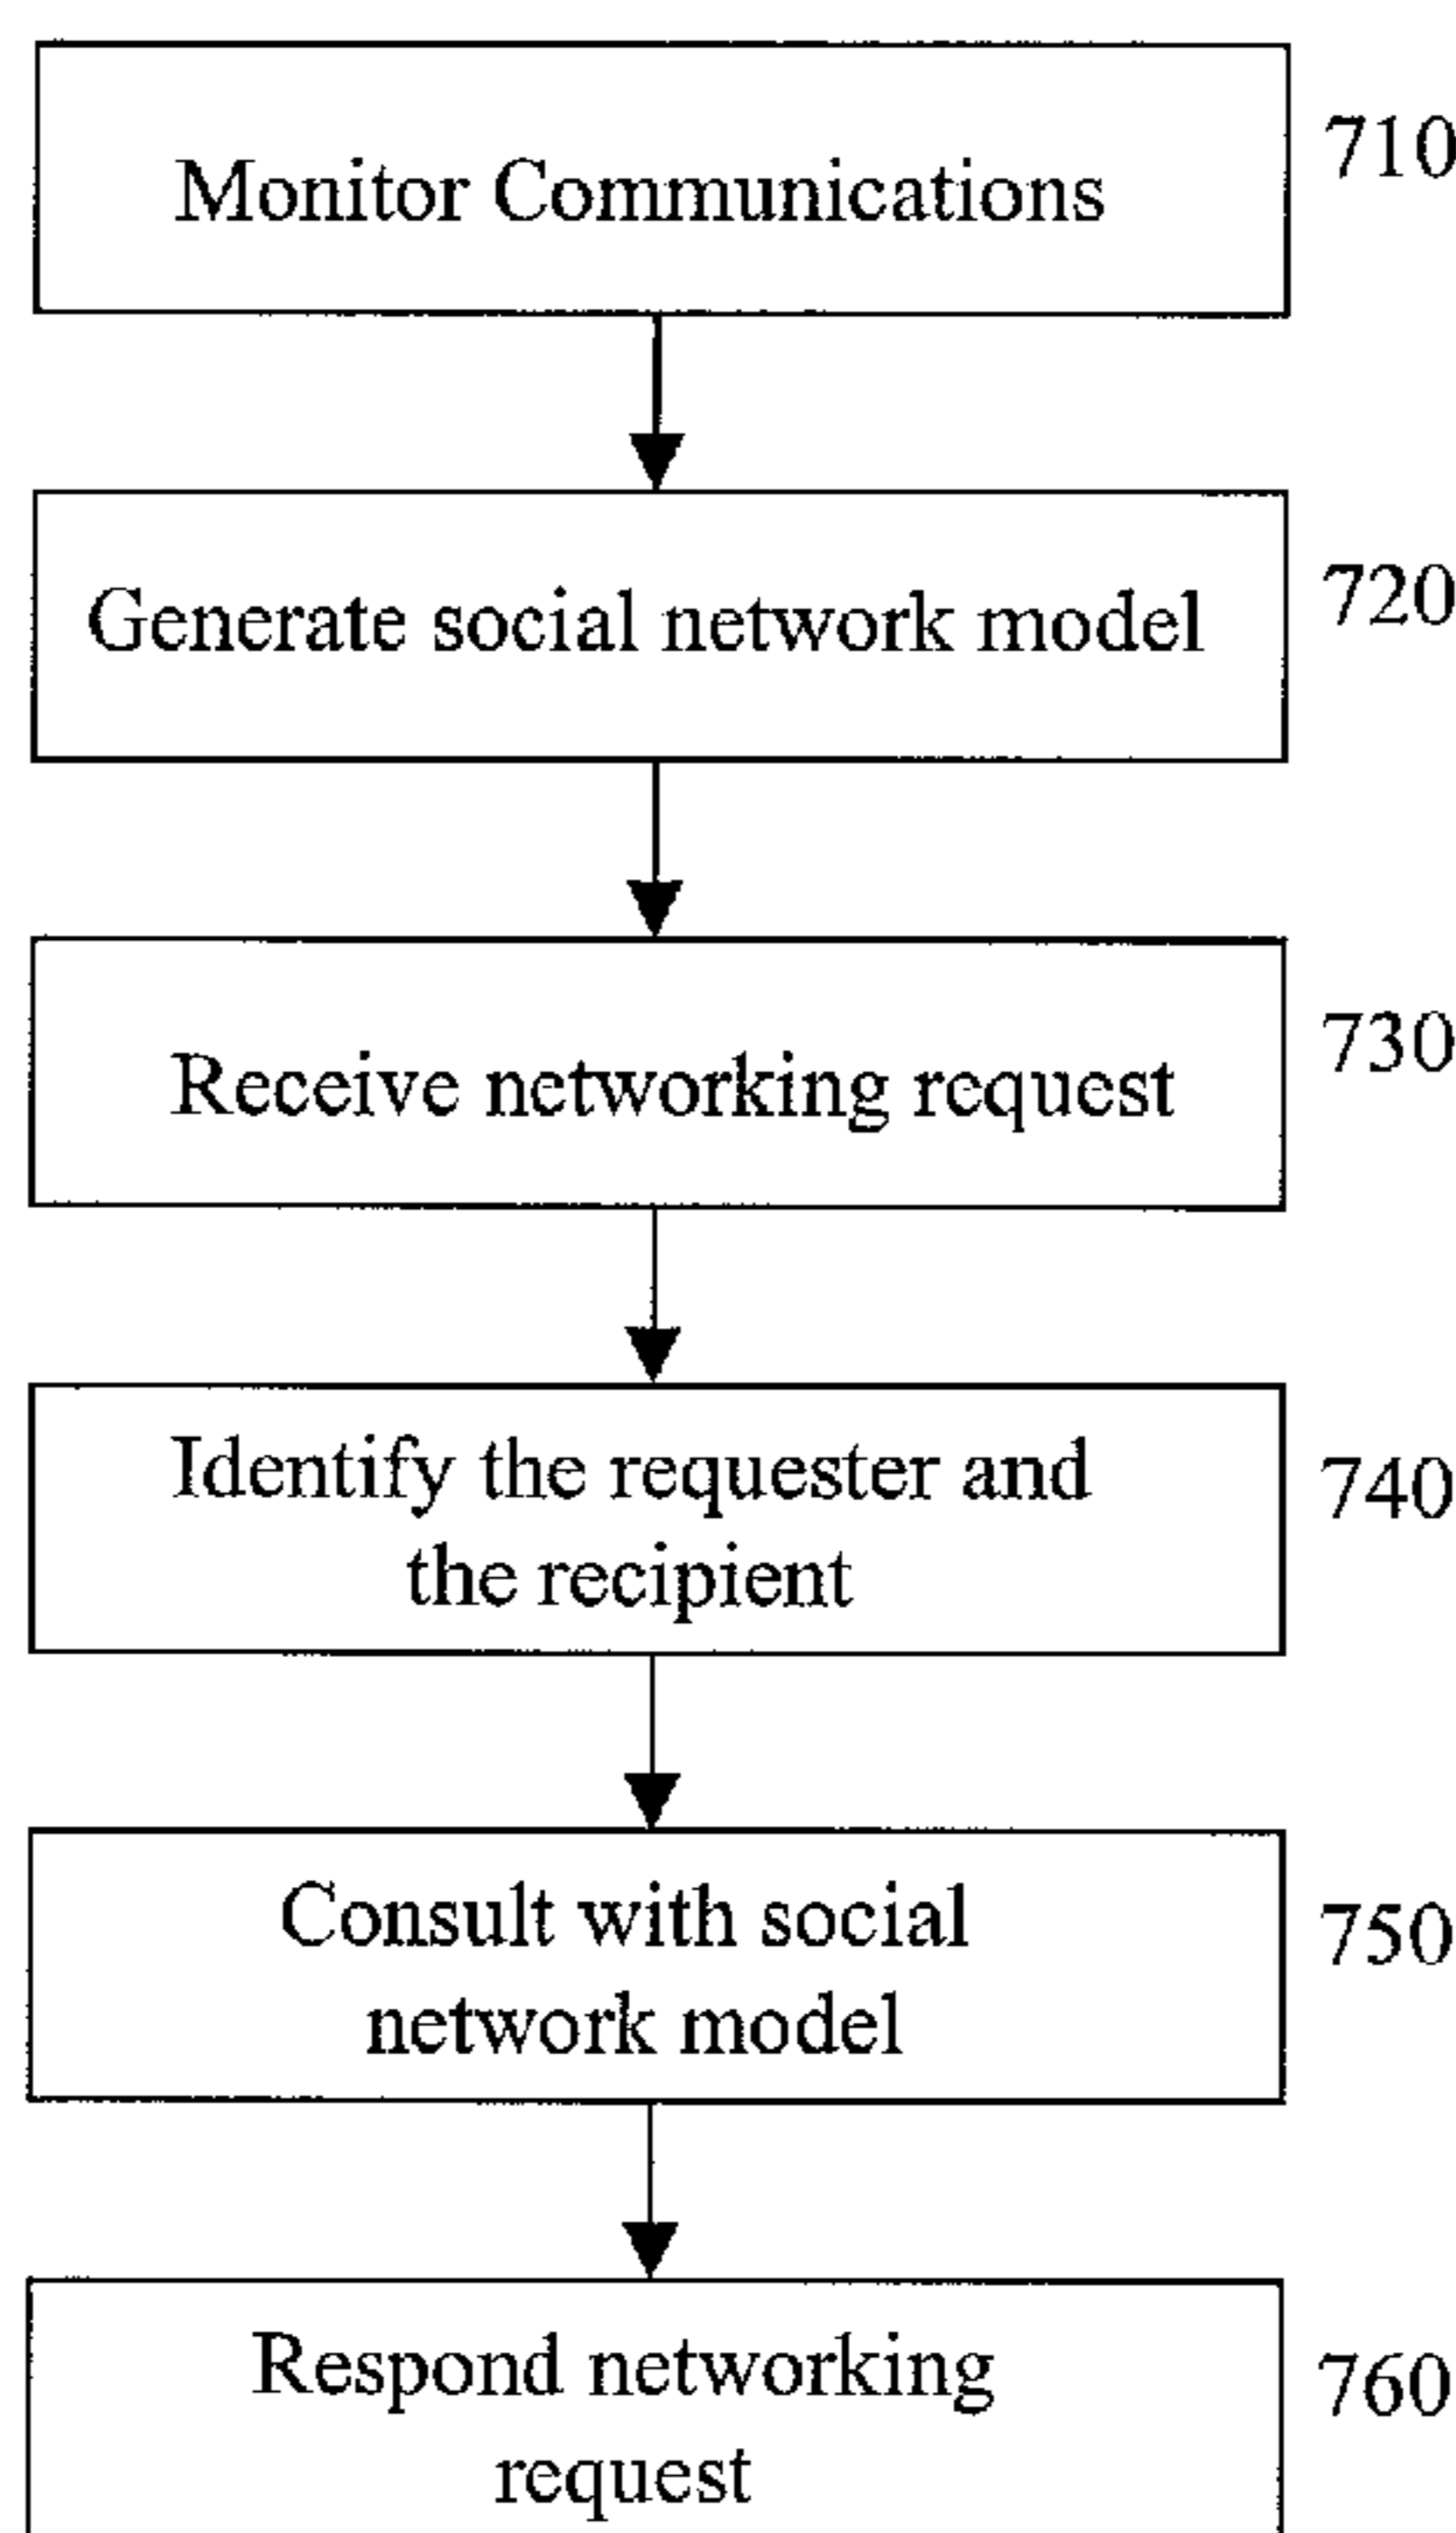 Monitor Communications
710
Generate social network model
720
Receive networking request
730
Identify the requester and
the recipient
740
Consult with social
network model
750
Respond networking
request
760